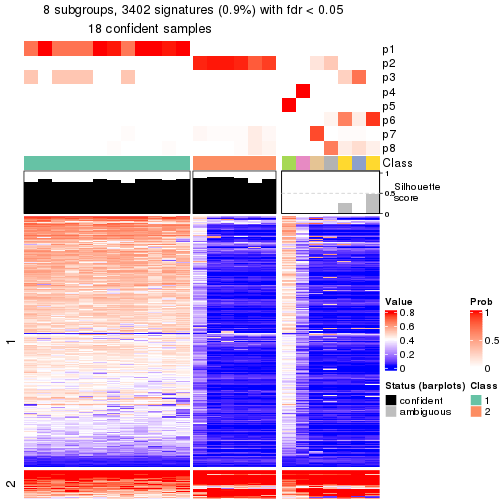 8 subgroups, 3402 signatures (0.9%) with fdr < 0.05
18 confident samples
p1
p2
p3
p4
p5
p6
p7
p8
Class
1
0.5
0
Silhouette
score
1
2
Value
0.8
0.6
0.4
0.2
0
Prob
1
0.5
0
Status (barplots)
confident
ambiguous
Class
1
2